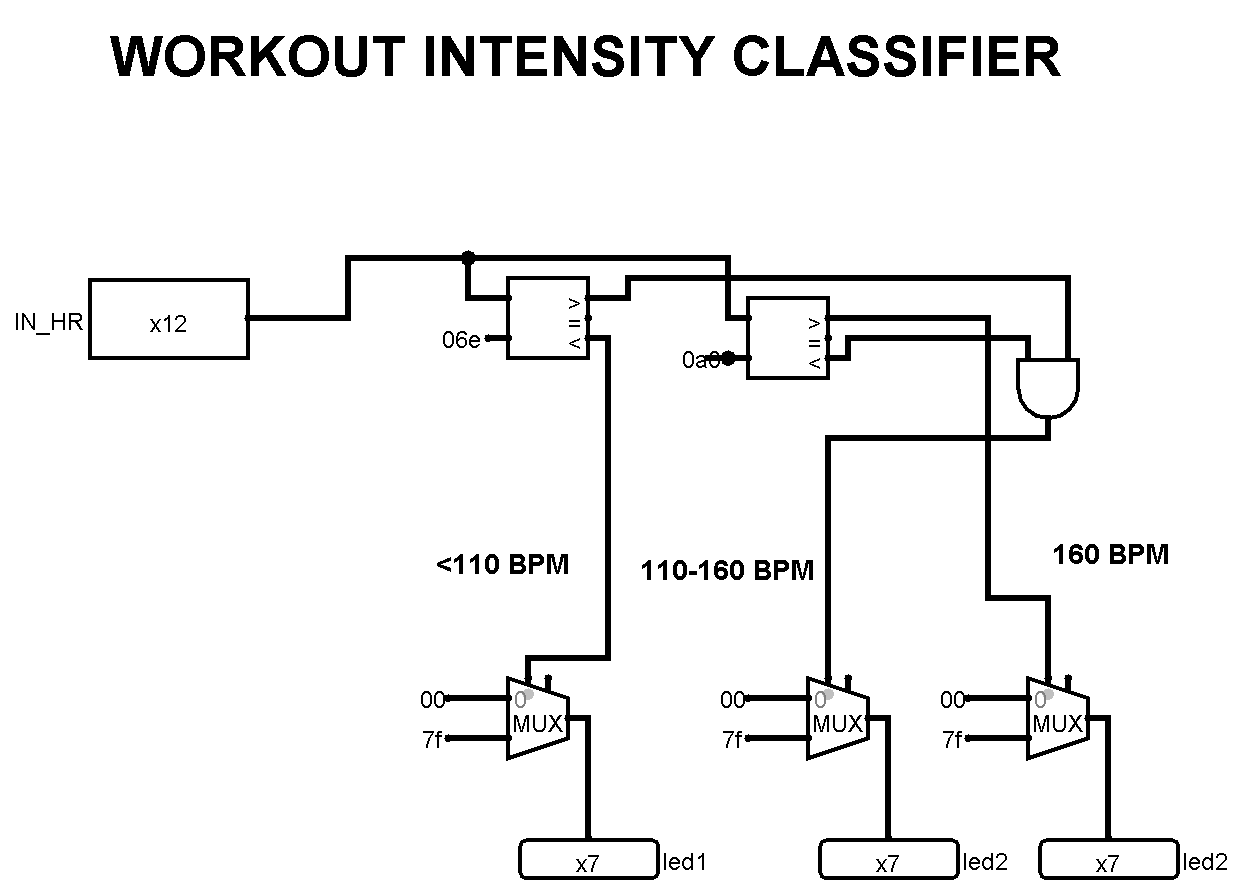 WORKOUT INTENSITY CLASSIFIER
IN_HR x12
06e > = <
0a0 > = <
<110 BPM
110-160 BPM
160 BPM
00 0 MUX
7f
00 0 MUX
7f
00 0 MUX
7f
x7 led1
x7 led2
x7 led2